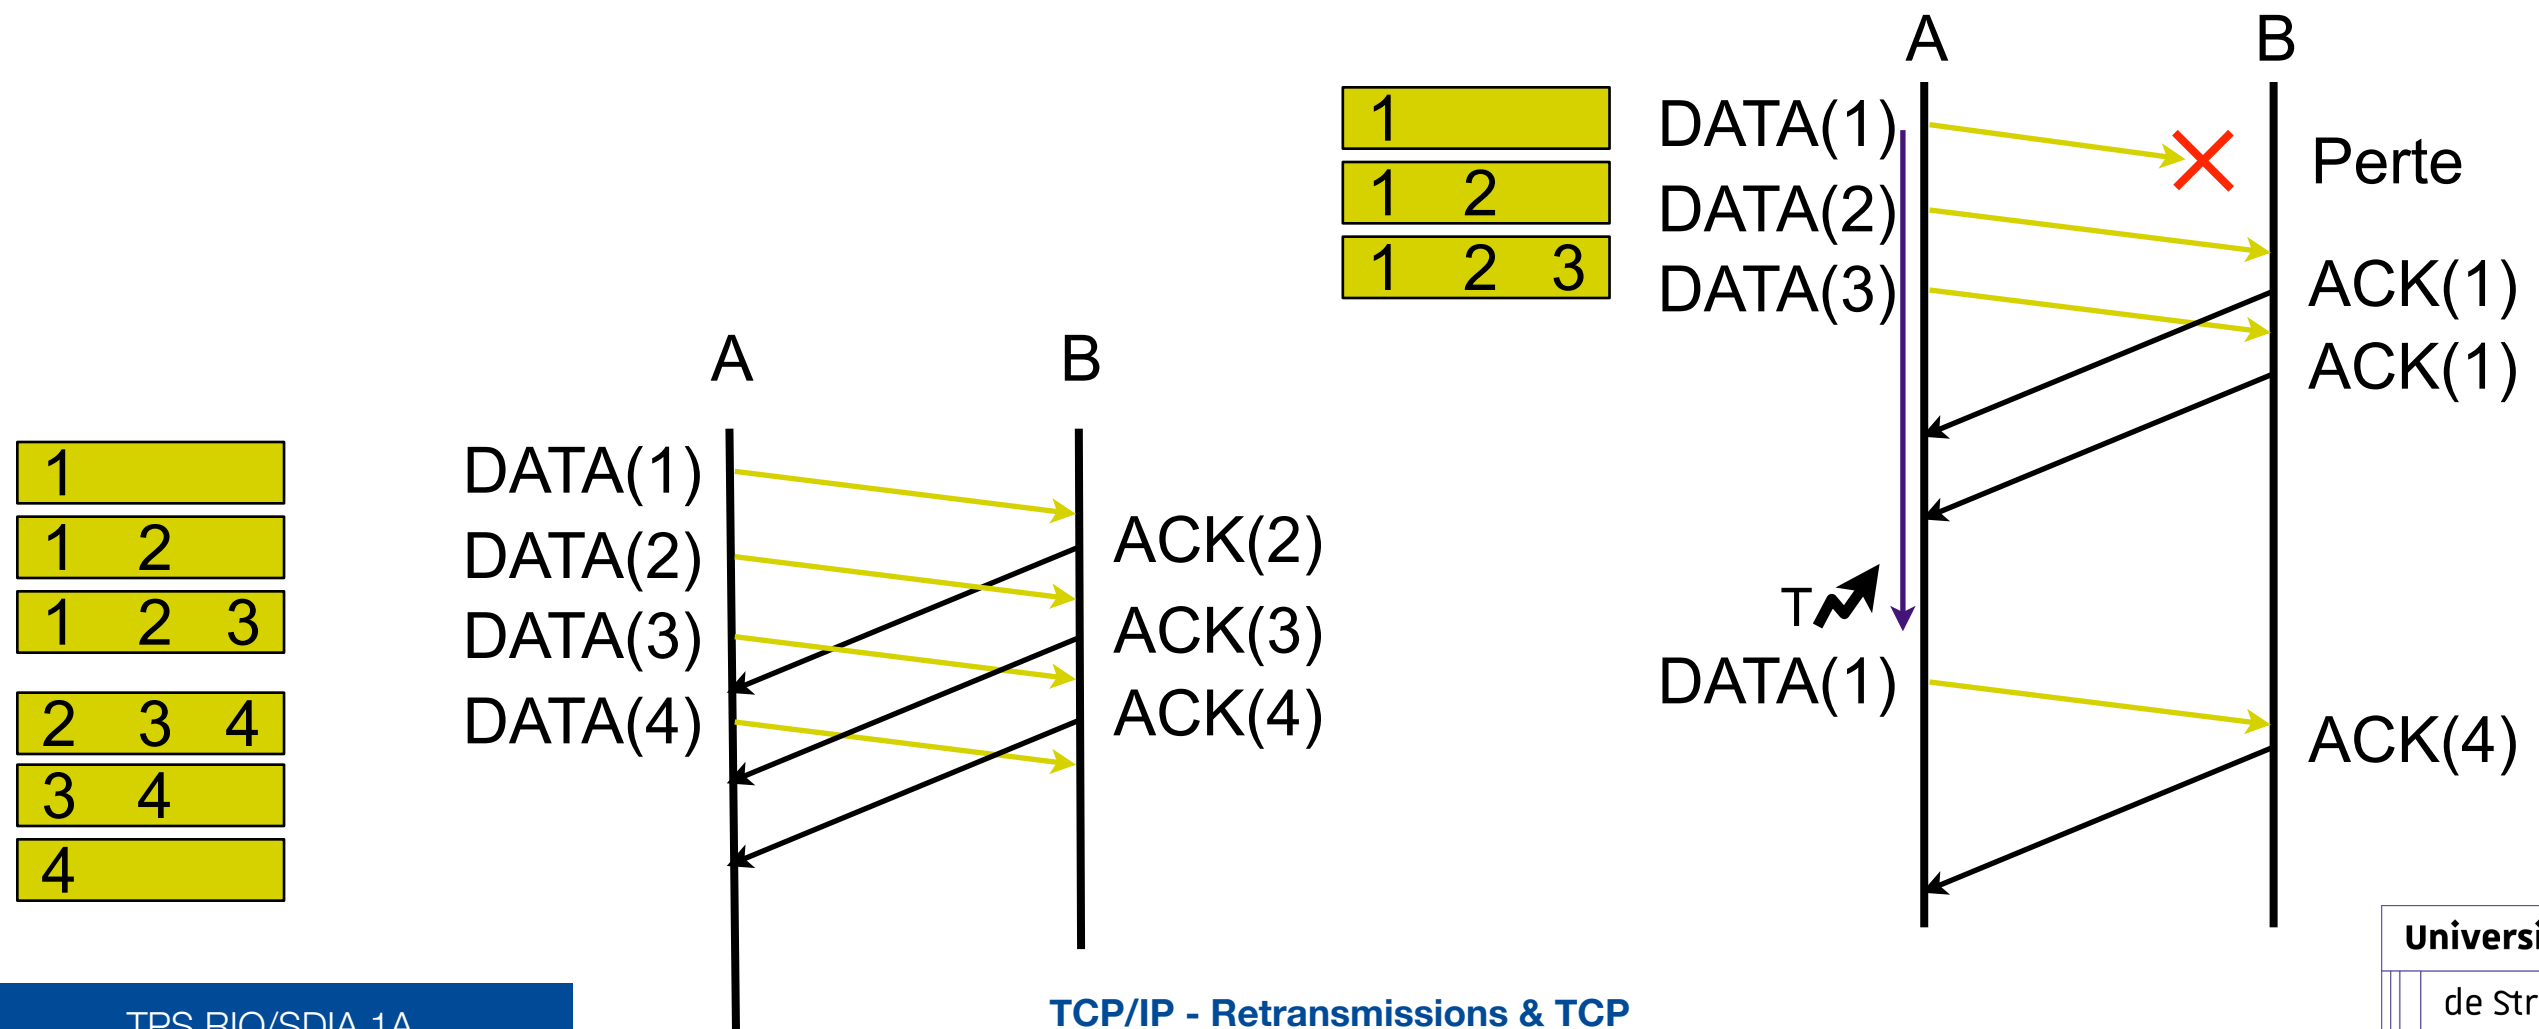 A B
1 DATA(1)
Perte
1 2 DATA(2)
1 2 3 DATA(3) ACK(1)
ACK(1)
T
DATA(1)
ACK(4)
A B
1 DATA(1)
ACK(2)
1 2 DATA(2)
1 2 3 DATA(3) ACK(3)
2 3 4 DATA(4) ACK(4)
3 4
4
TPS RIO/SDIA 1A
TCP/IP - Retransmissions & TCP